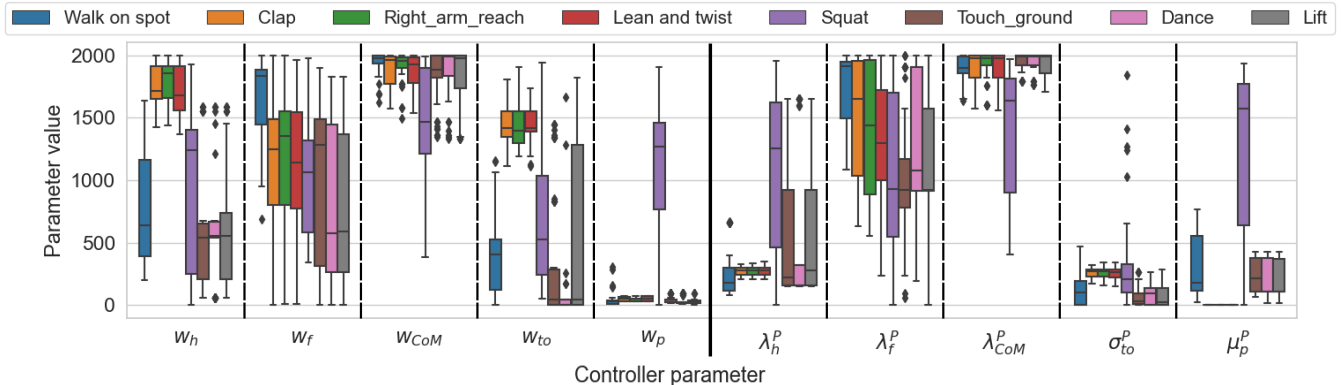 Walk on spot Clap Right_arm_reach Lean and twist Squat Touch_ground Dance Lift
2000
1500
1000
500
0
Parameter value
w_h w_f w_CoM w_to w_p λ_h^P λ_f^P λ_CoM^P σ_to^P μ_p^P
Controller parameter